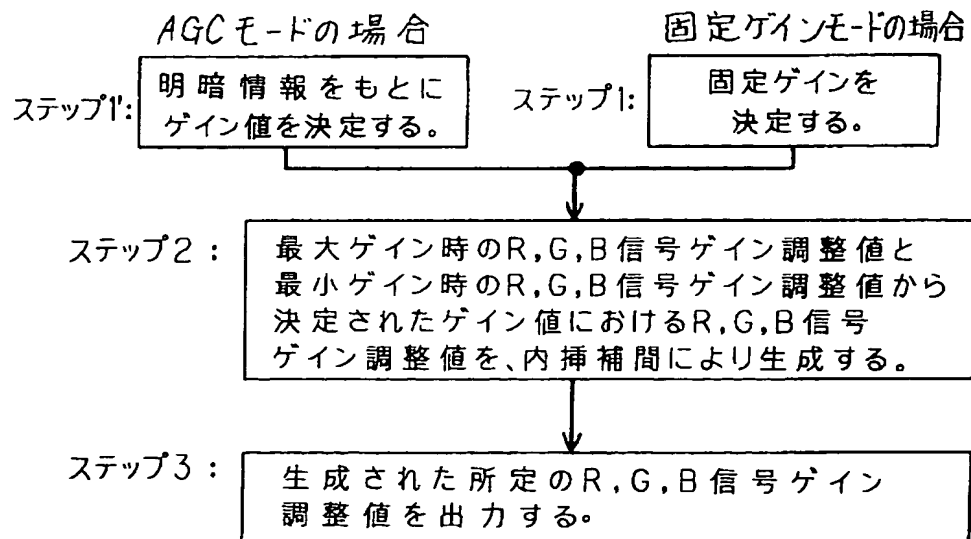 AGCモードの場合
固定ゲインモードの場合
ステップ1':
明暗情報をもとに
ゲイン値を決定する。
ステップ1:
固定ゲインを
決定する。
ステップ2:
最大ゲイン時のR,G,B信号ゲイン調整値と
最小ゲイン時のR,G,B信号ゲイン調整値から
決定されたゲイン値におけるR,G,B信号
ゲイン調整値を、内挿補間により生成する。
ステップ3:
生成された所定のR,G,B信号ゲイン
調整値を出力する。